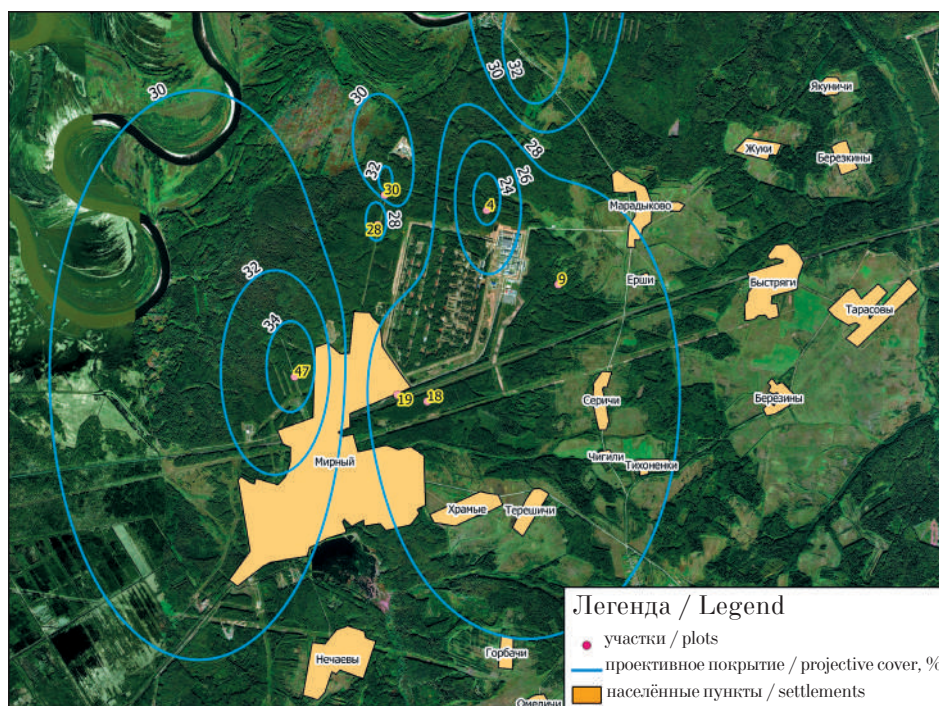 30
32
30
Якуничи
30
28
Жуки
Березкины
32
26
30
24
4
Марадыково
28
28
9
Ерши
Быстряги
32
Тарасовы
34
47
19
18
Серичи
Березины
Мирный
Чигили
Тихоненки
Храмые
Терешичи
Нечаевы
Горбачи
Легенда / Legend
участки / plots
проективное покрытие / projective cover, %
населённые пункты / settlements